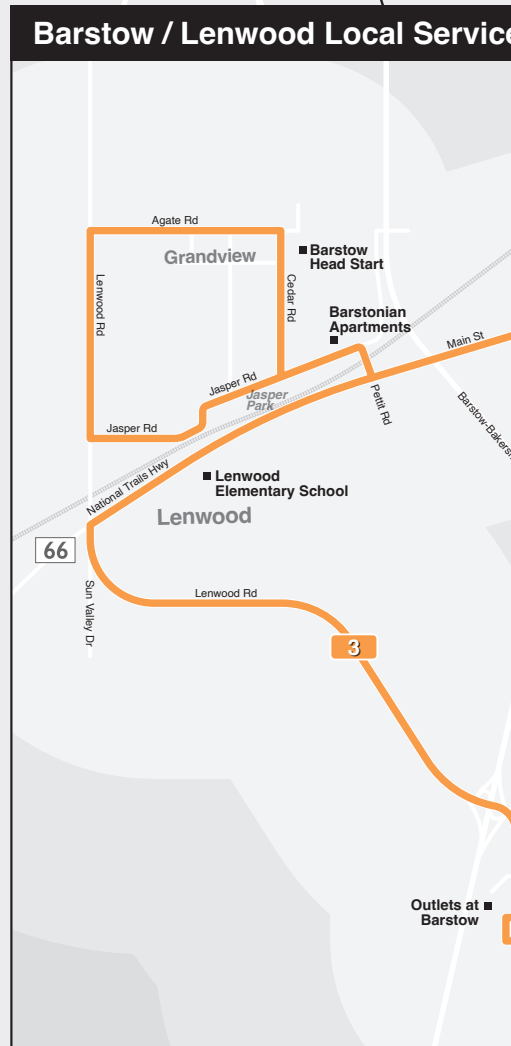 Barstow / Lenwood Local Service
Agate Rd
Grandview
Barstow
Head Start
Lenwood Rd
Cedar Rd
Barstonian
Apartments
Main St
Jasper Rd
Jasper
Park
Pettit Rd
Barstow-Bakers
Jasper Rd
National Trails Hwy
Lenwood
Elementary School
Lenwood
66
Sun Valley Dr
Lenwood Rd
3
Outlets at
Barstow